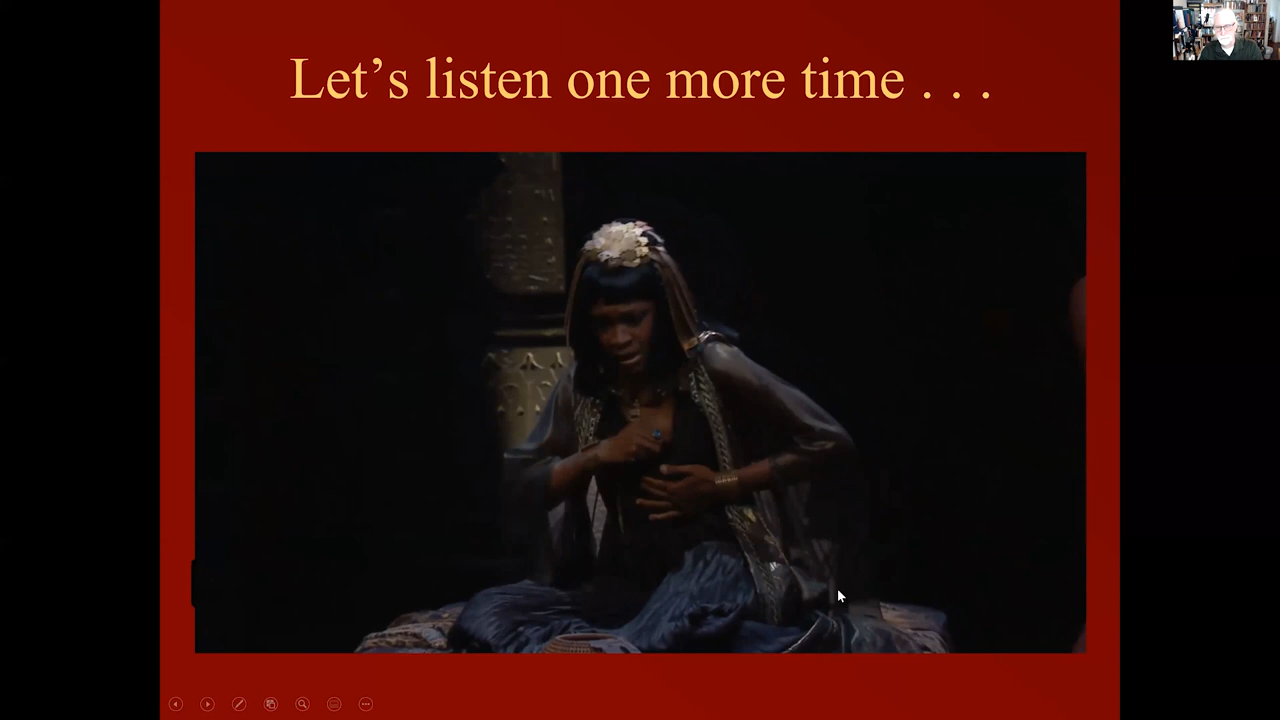 Let’s listen one more time . . .